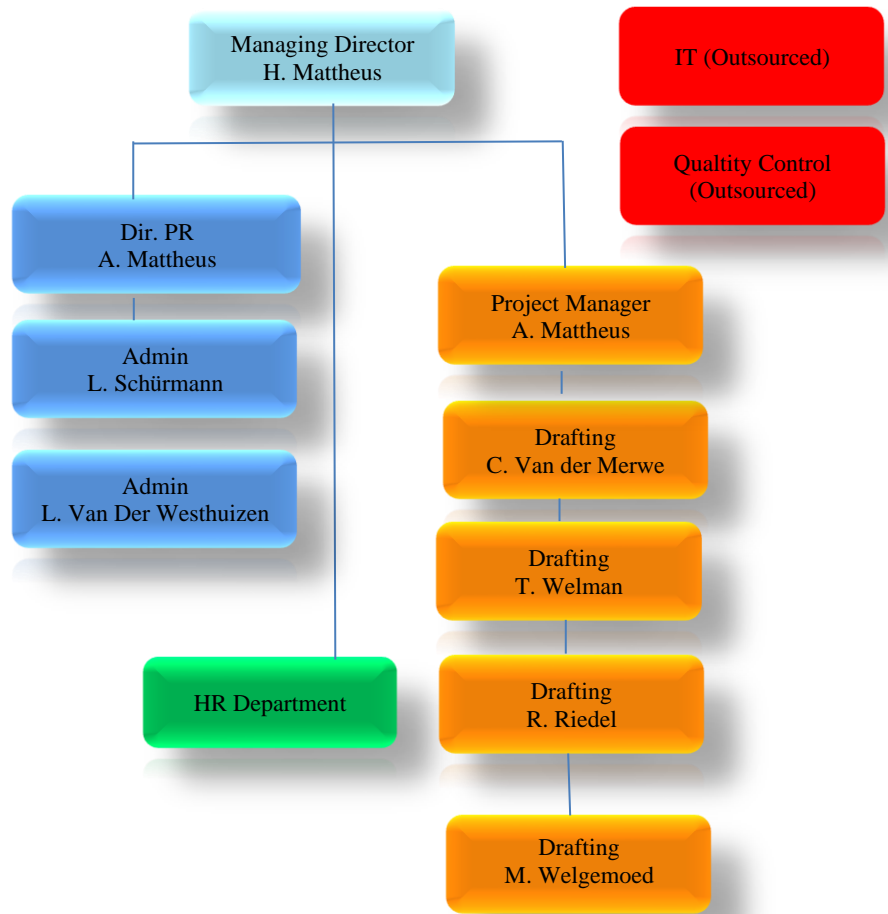 Managing Director
H. Mattheus
IT (Outsourced)
Qualtity Control
(Outsourced)
Dir. PR
A. Mattheus
Project Manager
A. Mattheus
Admin
L. Schürmann
Drafting
C. Van der Merwe
Admin
L. Van Der Westhuizen
Drafting
T. Welman
HR Department
Drafting
R. Riedel
Drafting
M. Welgemoed